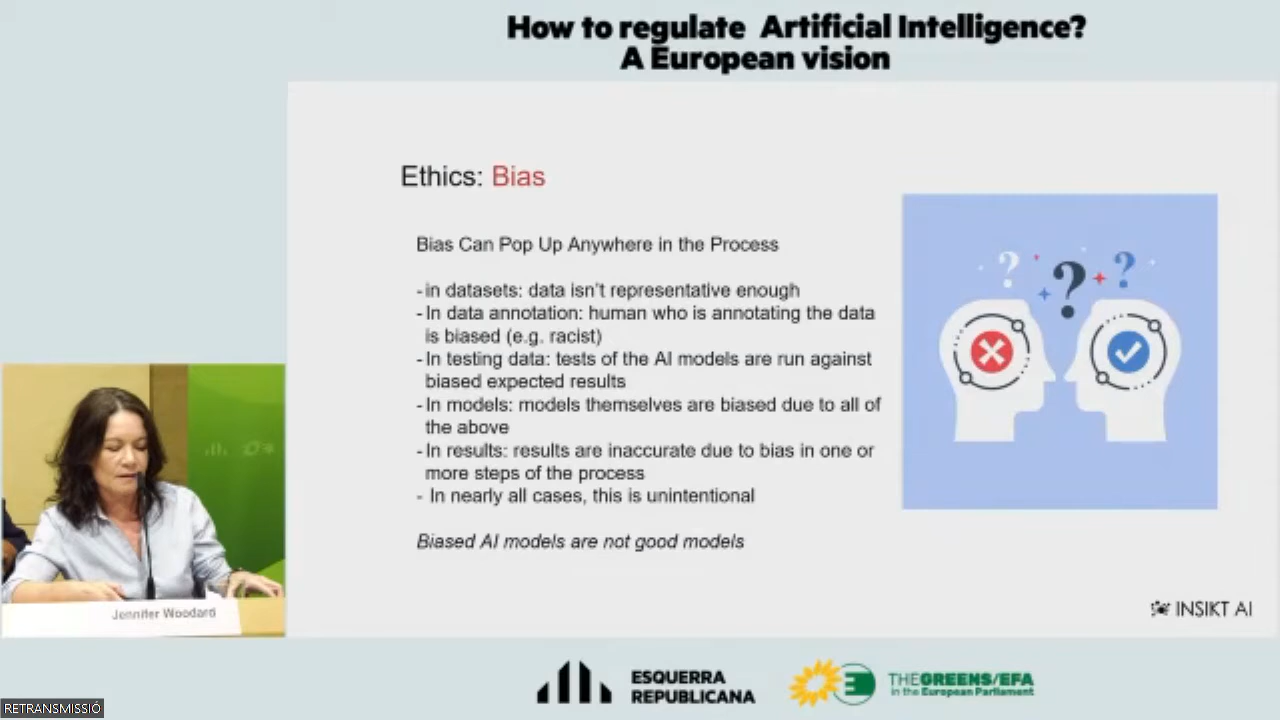 How to regulate Artificial Intelligence?
A European vision
Ethics: Bias
Bias Can Pop Up Anywhere in the Process
- in datasets: data isn't representative enough
- In data annotation: human who is annotating the data
is biased (e.g. racist)
- In testing data: tests of the AI models are run against
biased expected results
- In models: models themselves are biased due to all of
the above
- In results: results are inaccurate due to bias in one or
more steps of the process
- In nearly all cases, this is unintentional
Biased AI models are not good models
? ? ?
INSIKT AI
Jennifer Woodard
ESQUERRA
REPUBLICANA
THE GREENS/EFA
in the European Parliament
RETRANSMISSIÓ